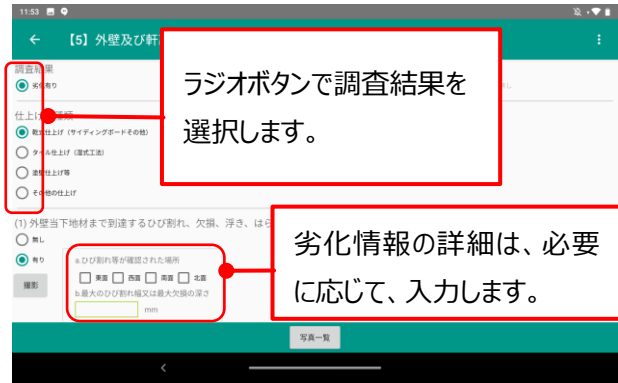 11:53
【5】外壁及び軒
調査結果
劣化有り
し
ラジオボタンで調査結果を
選択します。
仕上げ 種類
乾式仕上げ（サイディングボードその他）
タイル仕上げ（湿式工法）
塗壁仕上げ等
その他の仕上げ
(1) 外壁当下地材まで到達するひび割れ、欠損、浮き、はら
無し
有り
撮影
a.ひび割れ等が確認された場所
東面 西面 南面 北面
b.最大のひび割れ幅又は最大欠損の深さ
mm
劣化情報の詳細は、必要
に応じて、入力します。
写真一覧